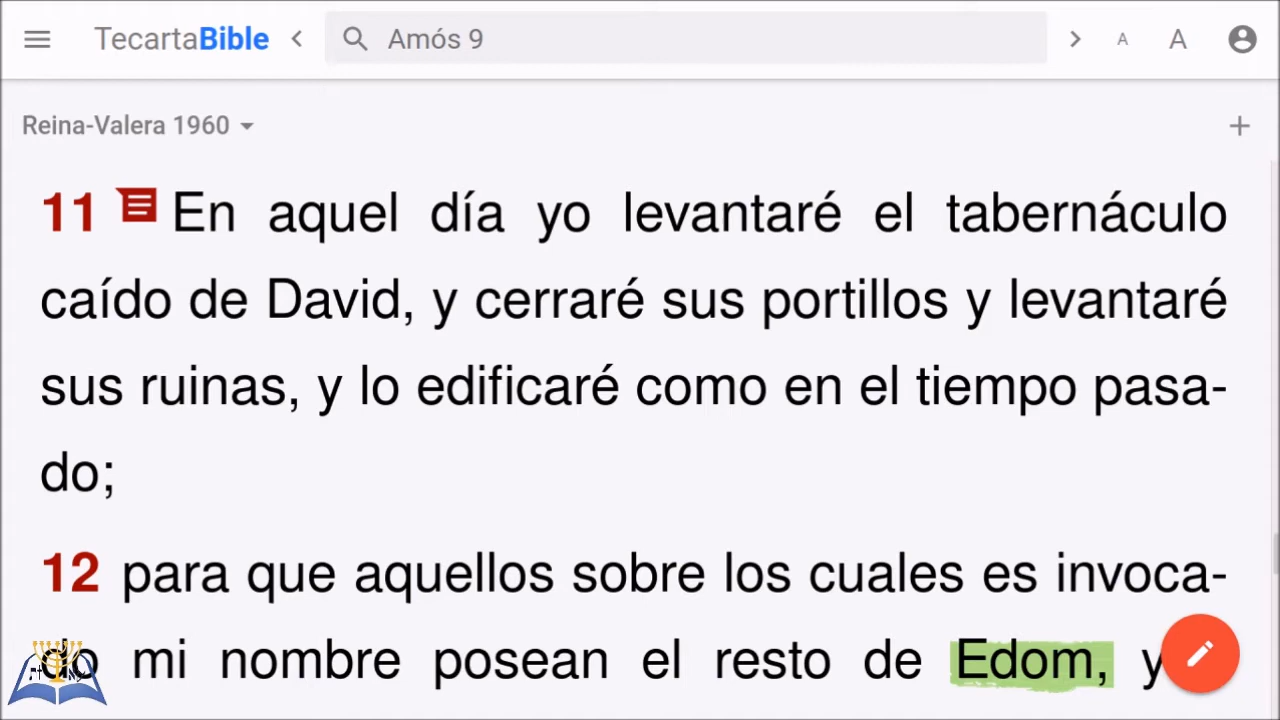 TecartaBible
Amós 9
A A
Reina-Valera 1960
11 En aquel día yo levantaré el tabernáculo
caído de David, y cerraré sus portillos y levantaré
sus ruinas, y lo edificaré como en el tiempo pasa-
do;
12 para que aquellos sobre los cuales es invoca-
do mi nombre posean el resto de Edom, y